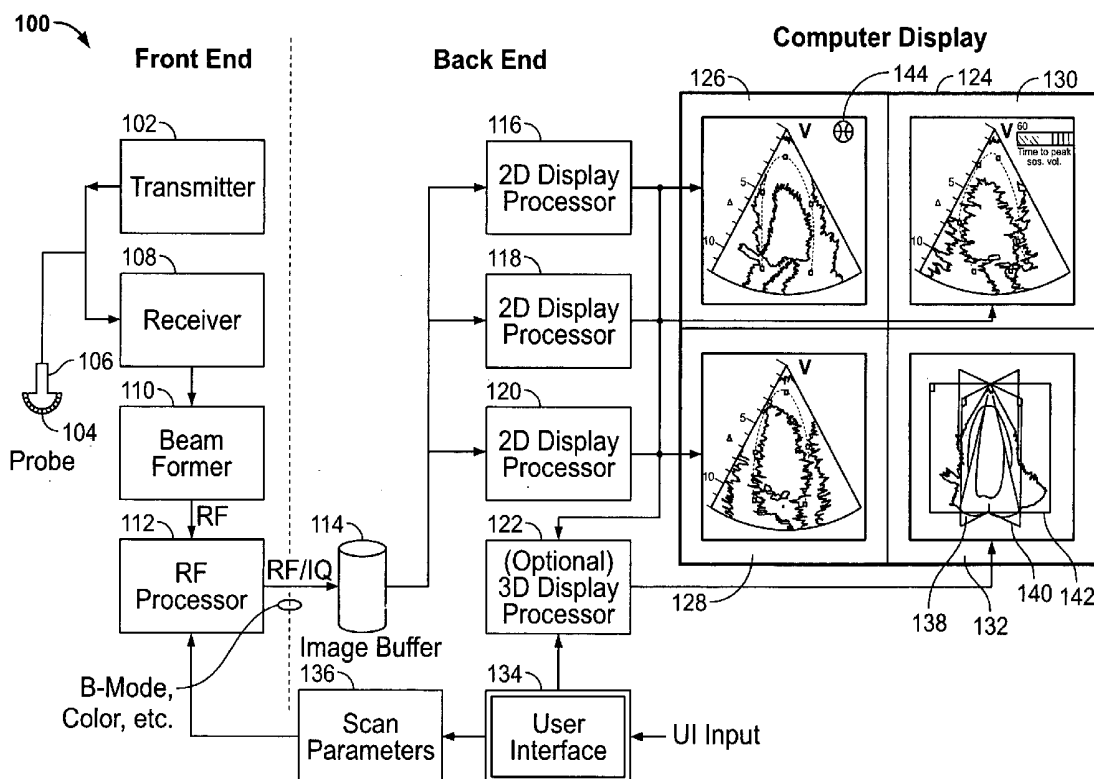 100
Front End
Back End
Computer Display
126
144
124
130
102
Transmitter
116
2D Display
Processor
V
5
10
V
60
Time to peak
sos. vol.
5
10
108
Receiver
118
2D Display
Processor
106
104
Probe
110
Beam
Former
120
2D Display
Processor
V
5
10
RF
112
RF
Processor
RF/IQ
114
Image Buffer
122
(Optional)
3D Display
Processor
128
138
132
140
142
B-Mode,
Color, etc.
136
Scan
Parameters
134
User
Interface
UI Input